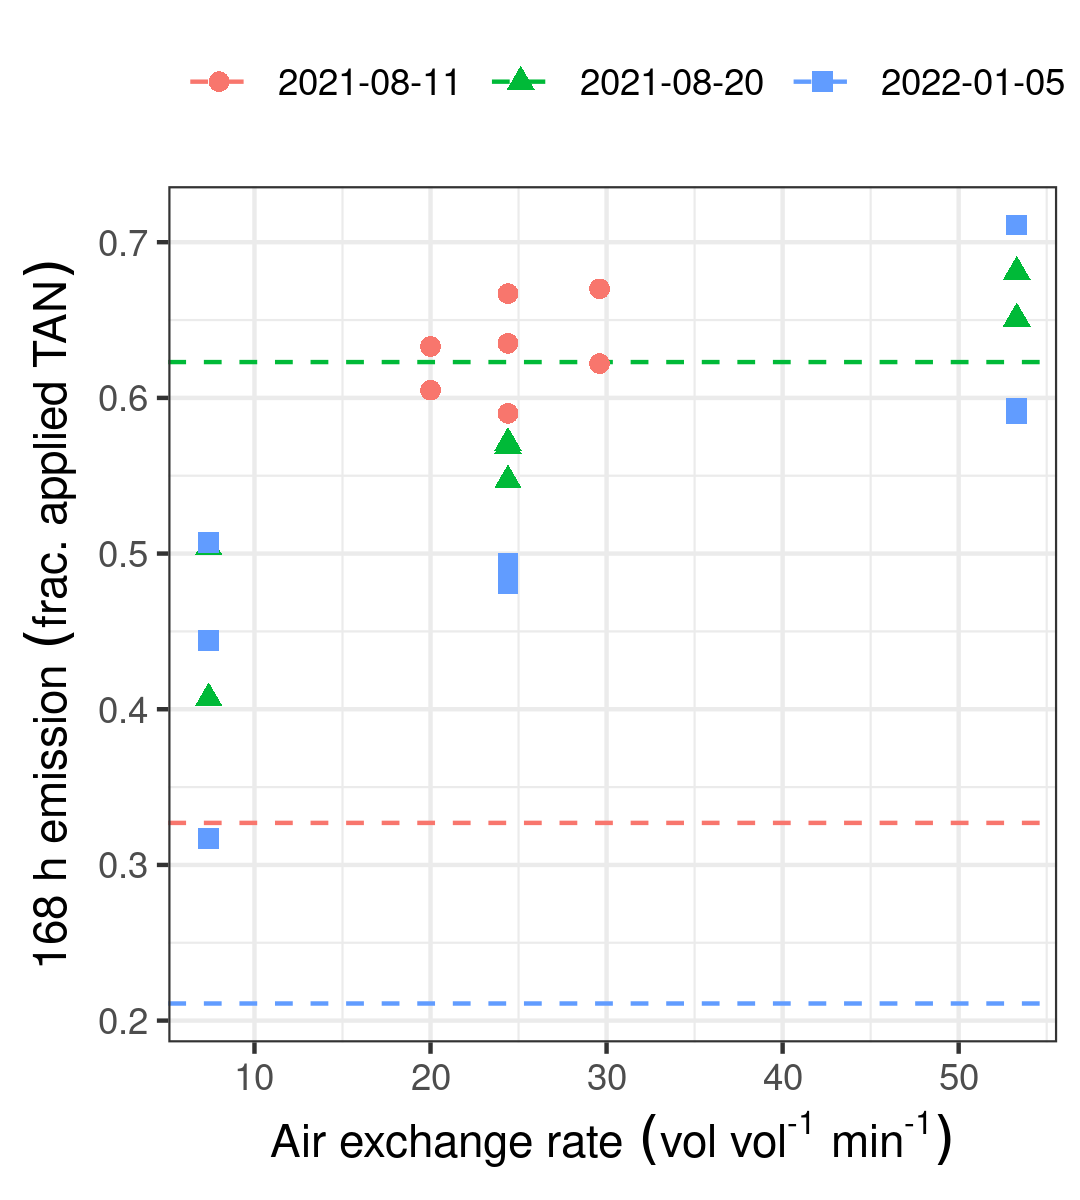 2021-08-11 2021-08-20 2022-01-05
0.7
0.6
0.5
0.4
0.3
0.2
168 h emission (frac. applied TAN)
10 20 30 40 50
Air exchange rate (vol vol⁻¹ min⁻¹)